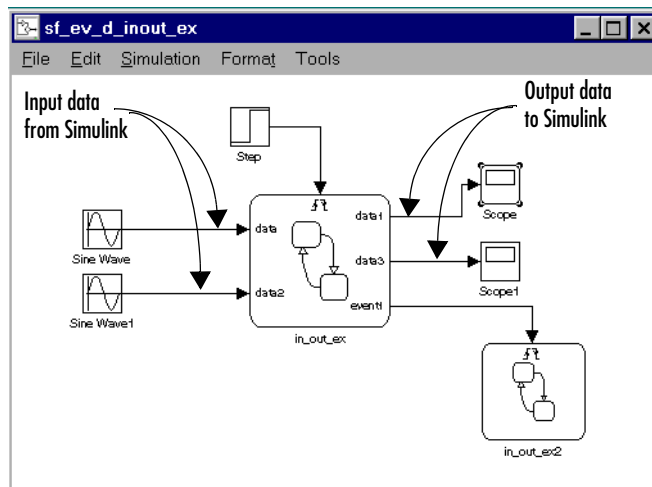 sf_ev_d_inout_ex
File Edit Simulation Format Tools
Input data
from Simulink
Output data
to Simulink
Step
Scope
data
data1
Sine Wave
data2
data3
Scope1
Sine Wave1
event1
in_out_ex
in_out_ex2